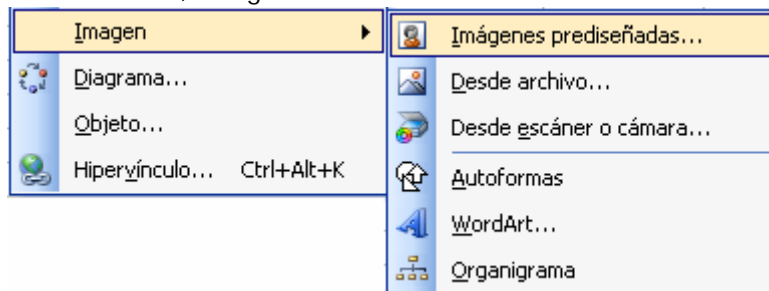 Imagen
Diagrama...
Objeto...
Hipervínculo... Ctrl+Alt+K
Imágenes prediseñadas...
Desde archivo...
Desde escáner o cámara...
Autoformas
WordArt...
Organigrama